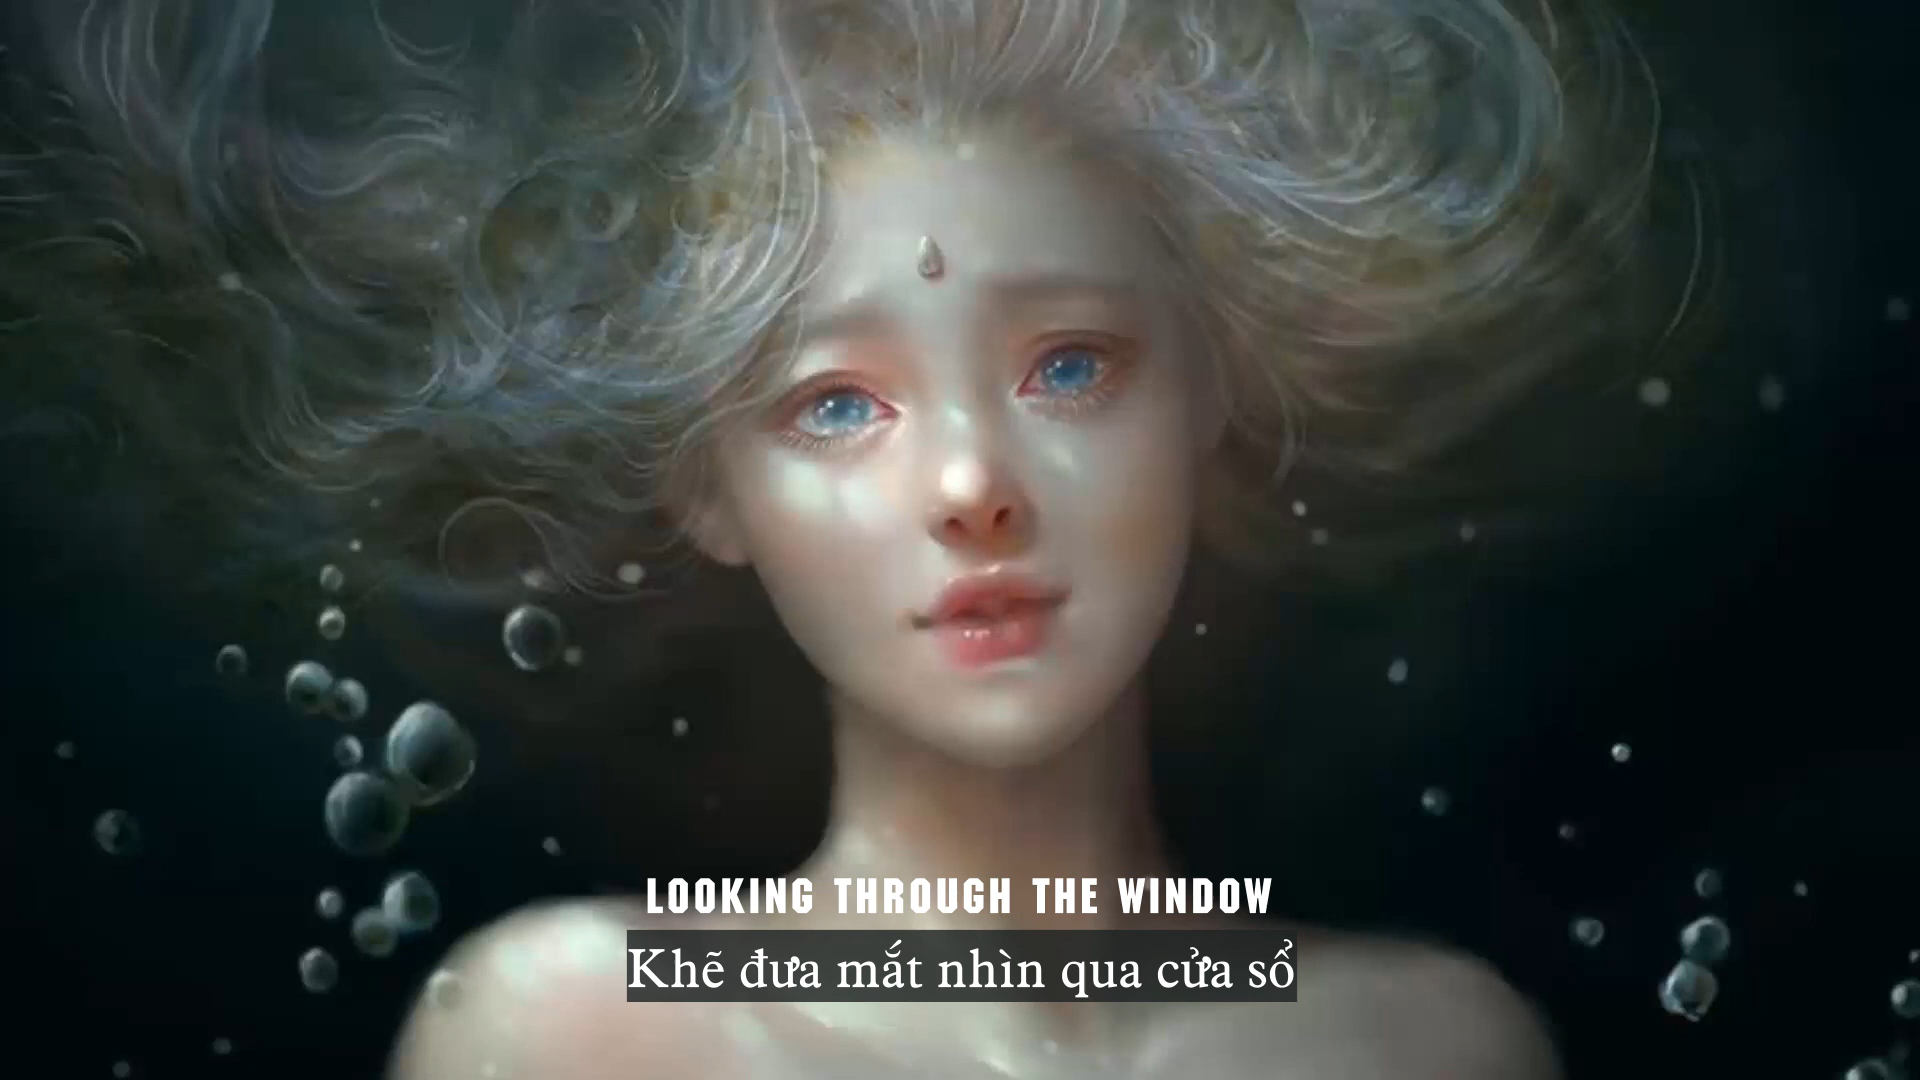 LOOKING THROUGH THE WINDOW
Khẽ đưa mắt nhìn qua cửa sổ